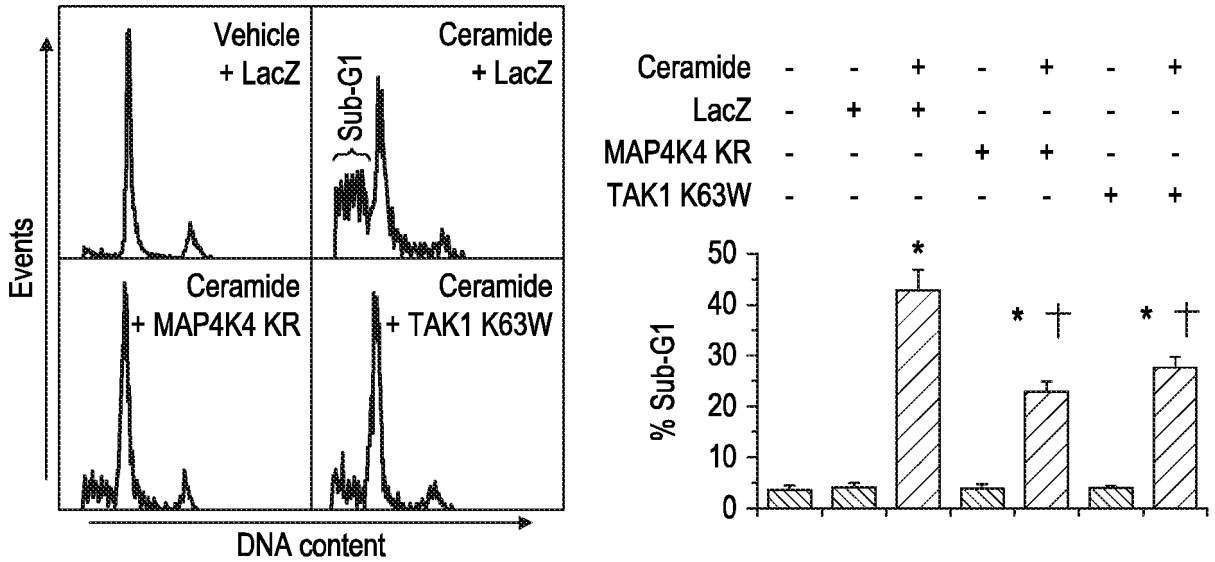 Vehicle
+ LacZ
Ceramide
+ LacZ
Sub-G1
Ceramide
+ MAP4K4 KR
Ceramide
+ TAK1 K63W
Events
DNA content
Ceramide - - + - + - +
LacZ - + + - - - -
MAP4K4 KR - - - + + - -
TAK1 K63W - - - - - + +
% Sub-G1
50
40
30
20
10
0
*
* †
* †